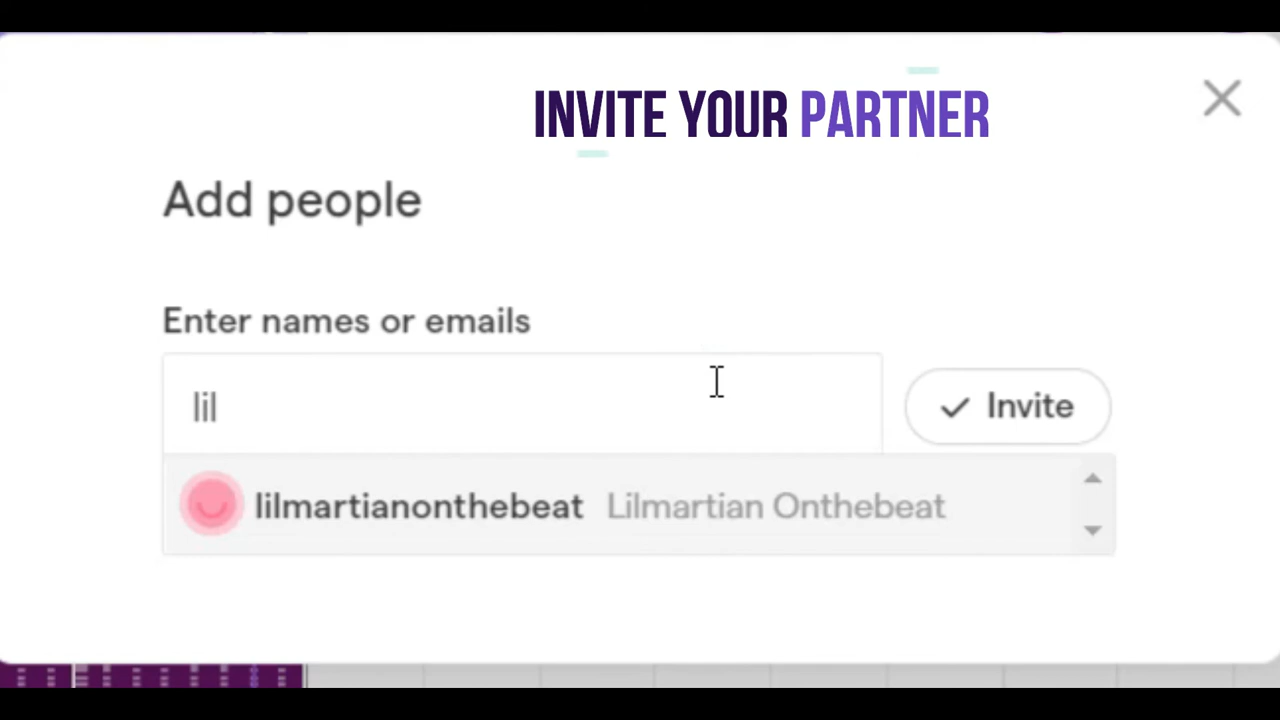 INVITE YOUR PARTNER
Add people
Enter names or emails
lil
Invite
lilmartianonthebeat Lilmartian Onthebeat